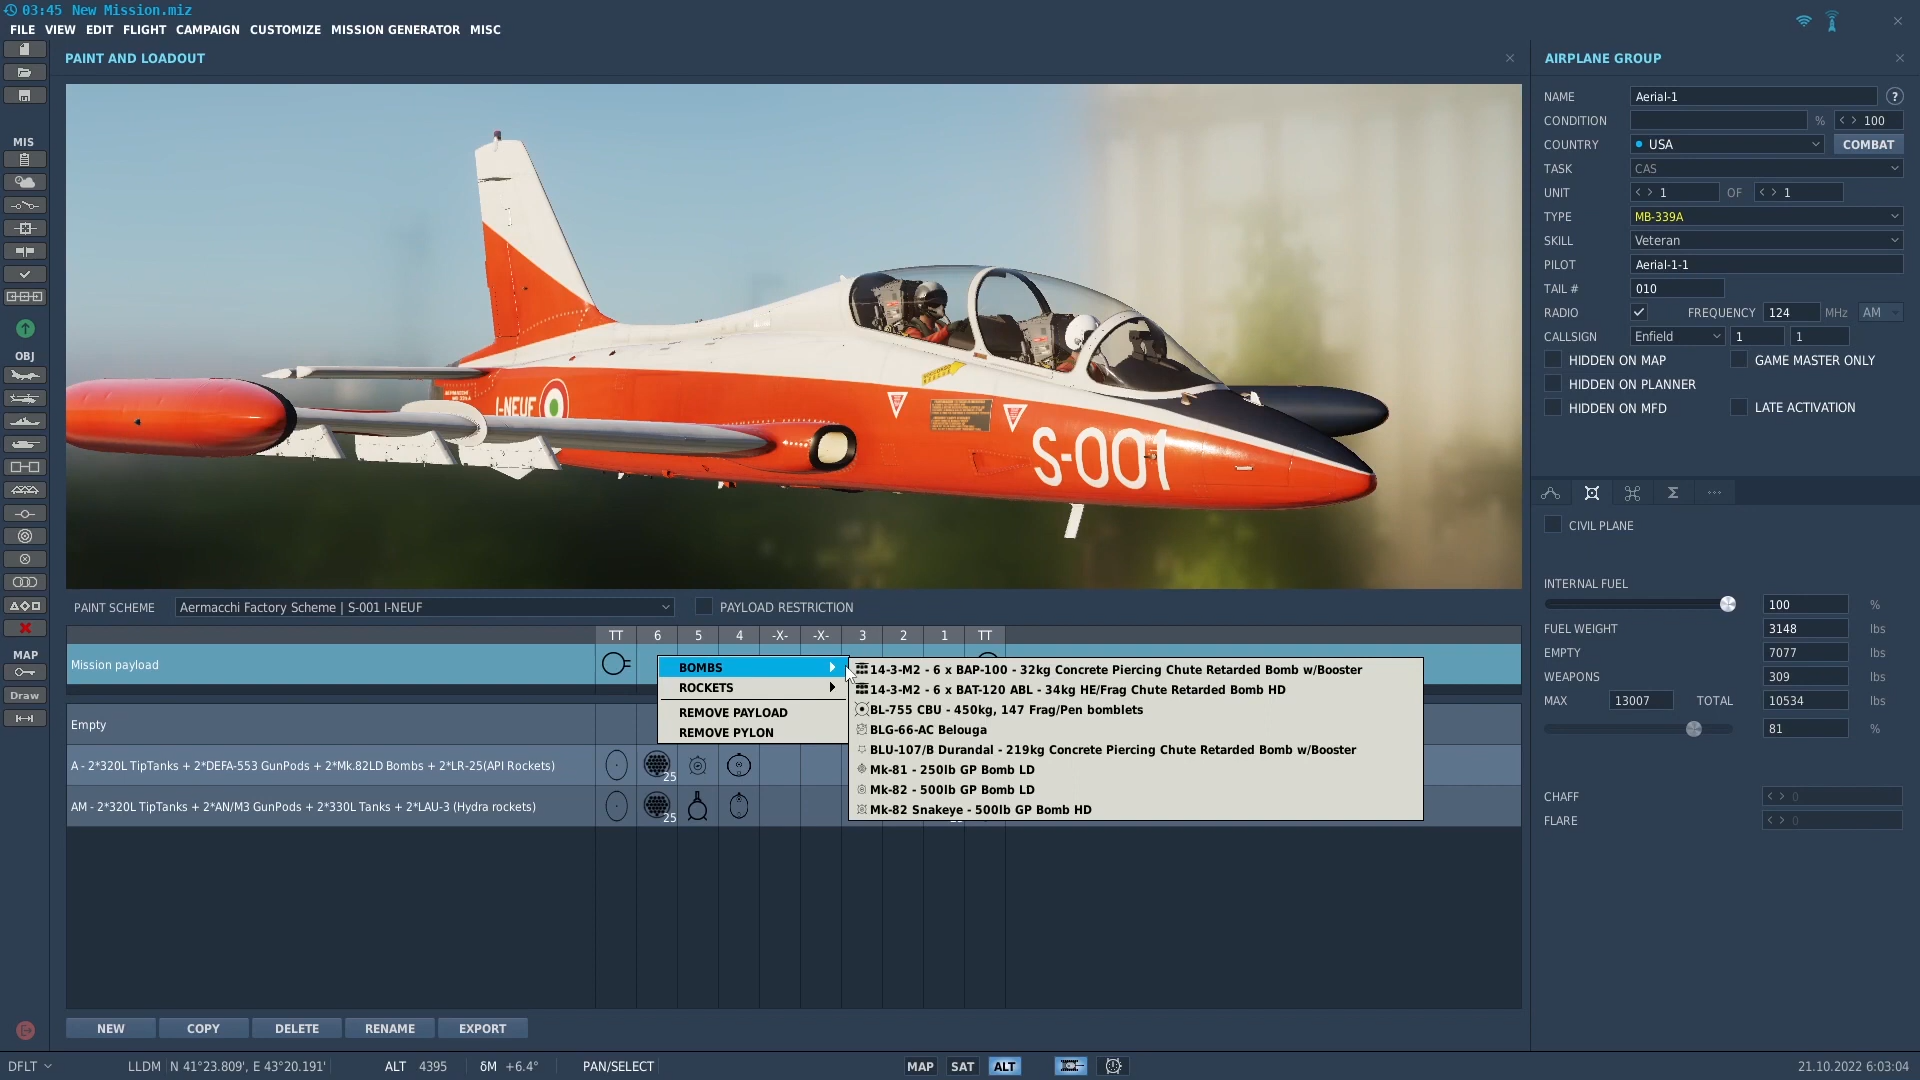 03:45 New Mission.miz
FILE VIEW EDIT FLIGHT CAMPAIGN CUSTOMIZE MISSION GENERATOR MISC
PAINT AND LOADOUT
I-NEUF
S-001
PAINT SCHEME Aermacchi Factory Scheme | S-001 I-NEUF PAYLOAD RESTRICTION
TT 6 5 4 -X- -X- 3 2 1 TT
Mission payload
Empty
A - 2*320L TipTanks + 2*DEFA-553 GunPods + 2*Mk.82LD Bombs + 2*LR-25(API Rockets)
25
AM - 2*320L TipTanks + 2*AN/M3 GunPods + 2*330L Tanks + 2*LAU-3 (Hydra rockets)
25
BOMBS
ROCKETS
REMOVE PAYLOAD
REMOVE PYLON
14-3-M2 - 6 x BAP-100 - 32kg Concrete Piercing Chute Retarded Bomb w/Booster
14-3-M2 - 6 x BAT-120 ABL - 34kg HE/Frag Chute Retarded Bomb HD
BL-755 CBU - 450kg, 147 Frag/Pen bomblets
BLG-66-AC Belouga
BLU-107/B Durandal - 219kg Concrete Piercing Chute Retarded Bomb w/Booster
Mk-81 - 250lb GP Bomb LD
Mk-82 - 500lb GP Bomb LD
Mk-82 Snakeye - 500lb GP Bomb HD
NEW COPY DELETE RENAME EXPORT
MIS
OBJ
MAP
Draw
AIRPLANE GROUP
NAME Aerial-1 ?
CONDITION % < > 100
COUNTRY USA COMBAT
TASK CAS
UNIT < > 1 OF < > 1
TYPE MB-339A
SKILL Veteran
PILOT Aerial-1-1
TAIL # 010
RADIO FREQUENCY 124 MHz AM
CALLSIGN Enfield 1 1
HIDDEN ON MAP GAME MASTER ONLY
HIDDEN ON PLANNER
HIDDEN ON MFD LATE ACTIVATION
CIVIL PLANE
INTERNAL FUEL
100 %
FUEL WEIGHT 3148 lbs
EMPTY 7077 lbs
WEAPONS 309 lbs
MAX 13007 TOTAL 10534 lbs
81 %
CHAFF < > 0
FLARE < > 0
DFLT LLDM N 41°23.809', E 43°20.191' ALT 4395 δM +6.4° PAN/SELECT MAP SAT ALT 21.10.2022 6:03:04